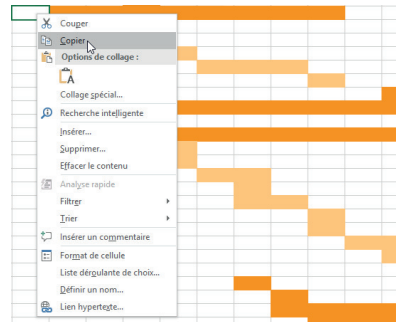 Couper
Copier
Options de collage :
Collage spécial...
Recherche intelligente
Insérer...
Supprimer...
Effacer le contenu
Analyse rapide
Filtrer
Trier
Insérer un commentaire
Format de cellule
Liste déroulante de choix...
Définir un nom...
Lien hypertexte...